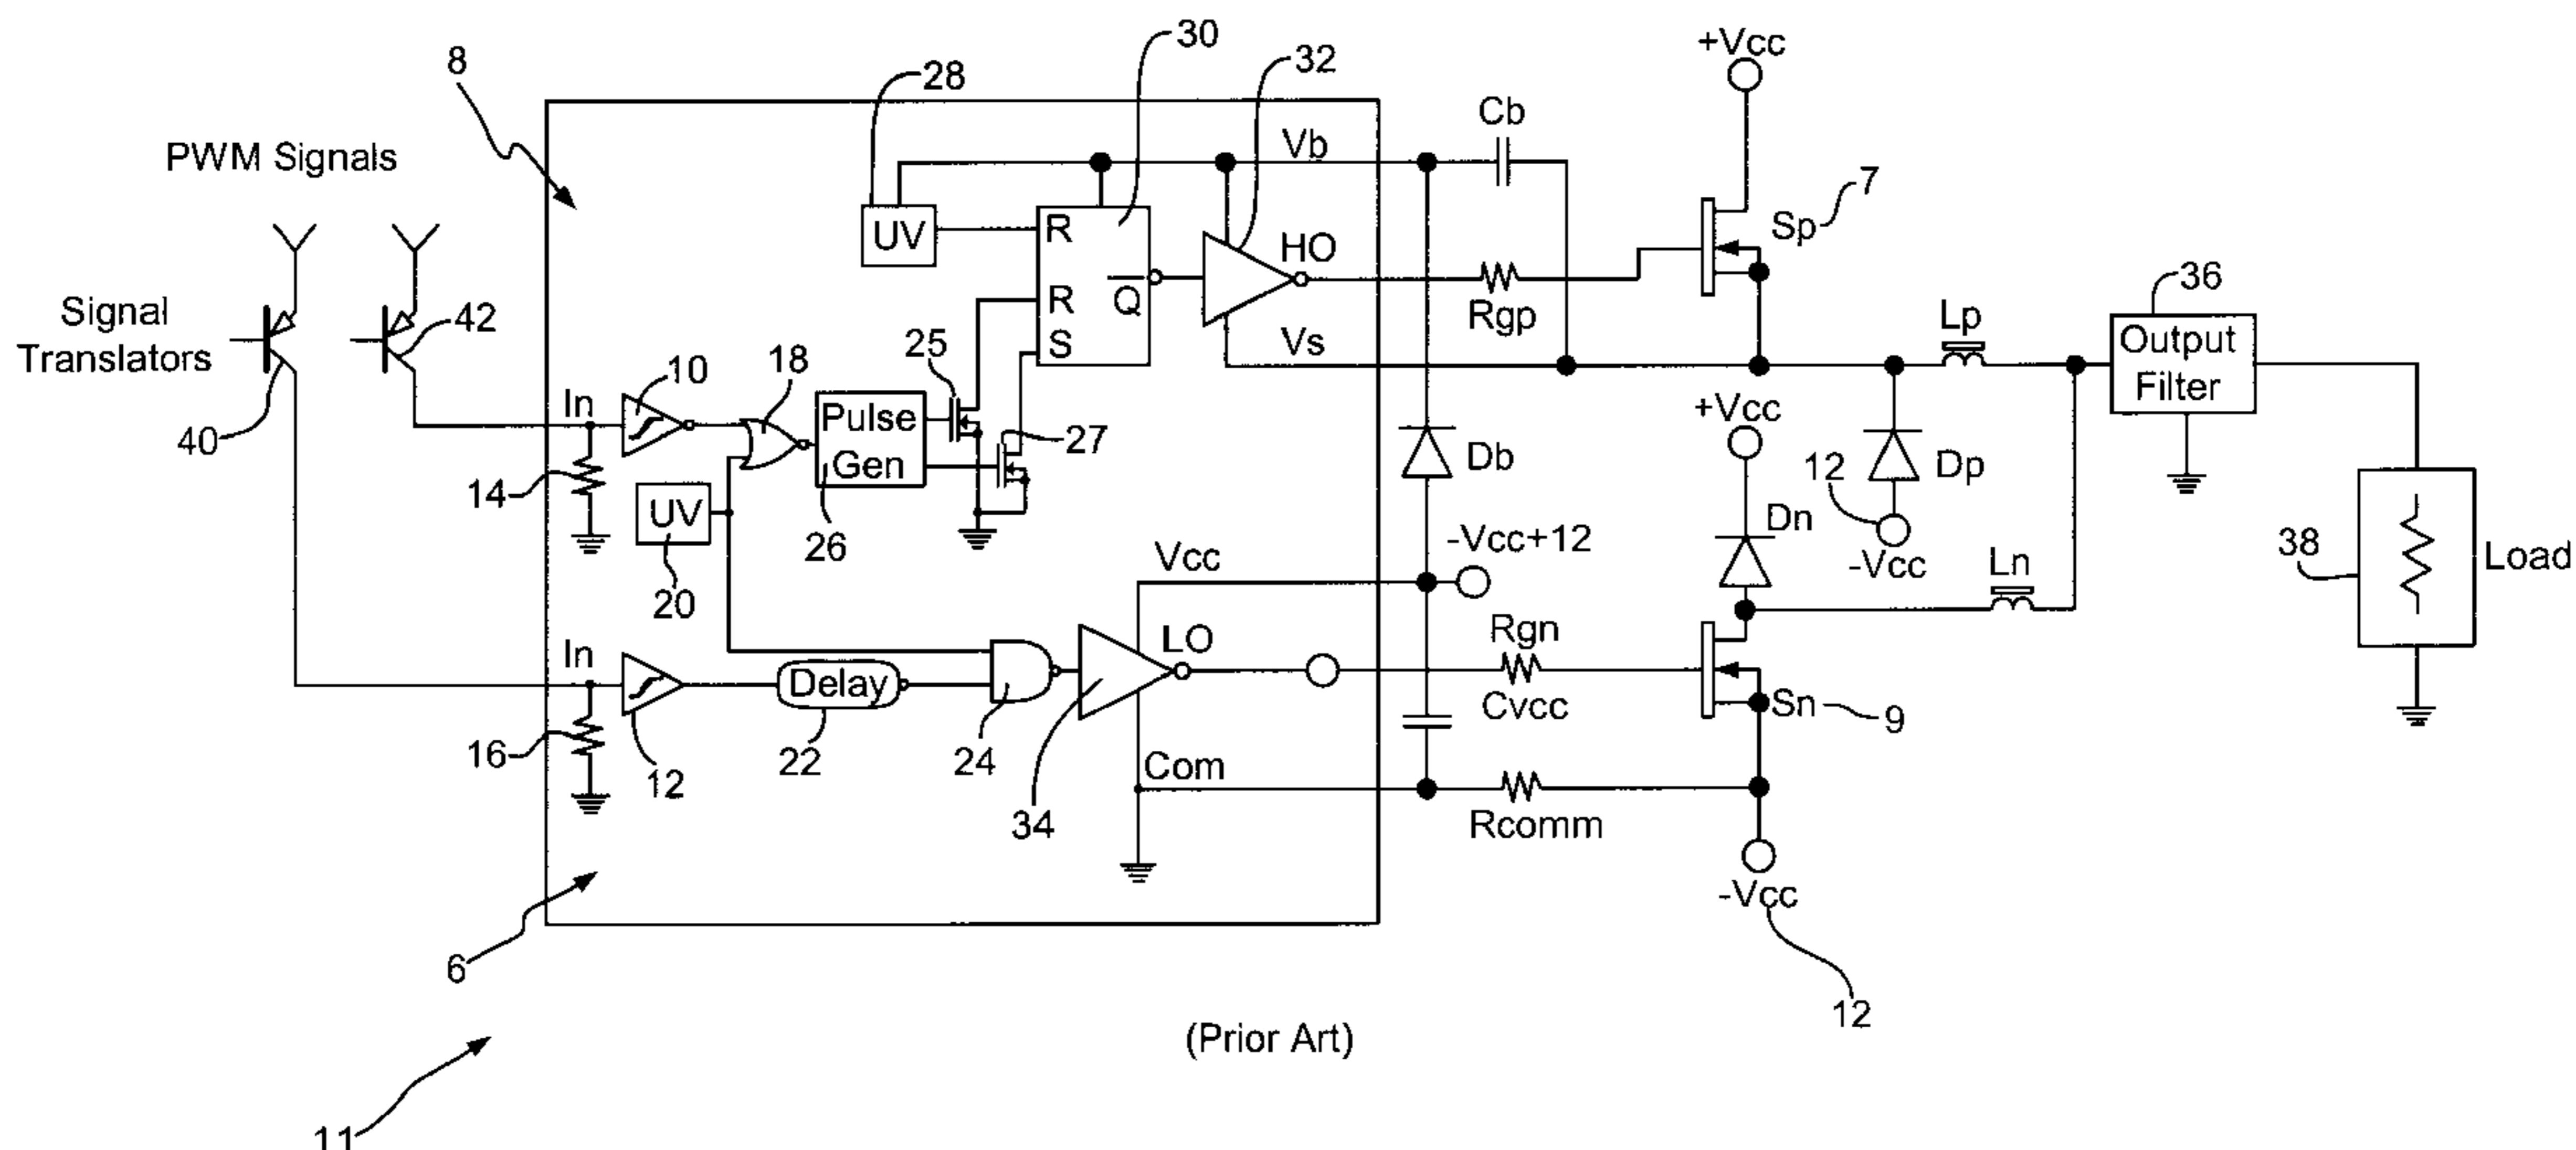 8
PWM Signals
28
30
32
+Vcc
Cb
Vb
UV
R
R
S
Q
HO
Sp
7
Rgp
Signal
Translators
42
40
In
10
18
25
Vs
Lp
36
Output
Filter
Pulse
Gen
27
14
UV
20
26
Db
+Vcc
12
Dp
-Vcc
Dn
38
Load
Vcc
-Vcc+12
Ln
In
LO
Rgn
Delay
Cvcc
Sn
9
16
12
22
24
Com
34
Rcomm
-Vcc
6
12
(Prior Art)
11